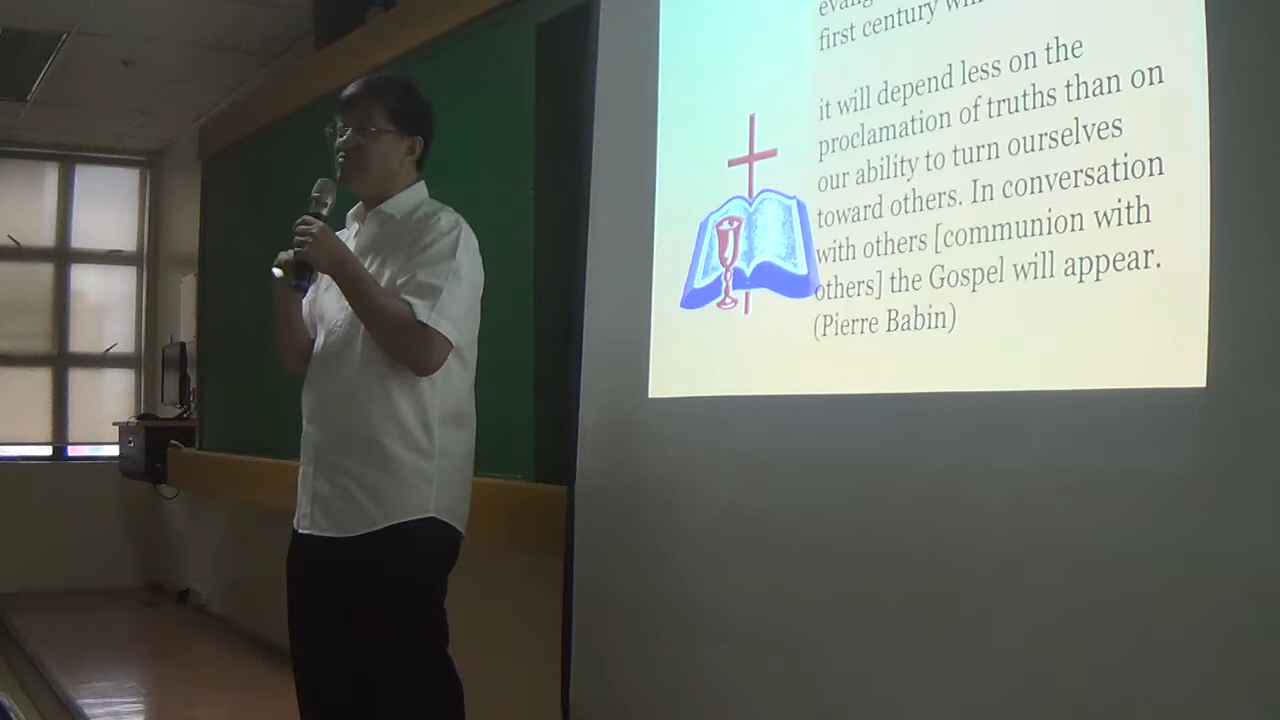 first century
it will depend less on the
proclamation of truths than on
our ability to turn ourselves
toward others. In conversation
with others [communion with
others] the Gospel will appear.
(Pierre Babin)